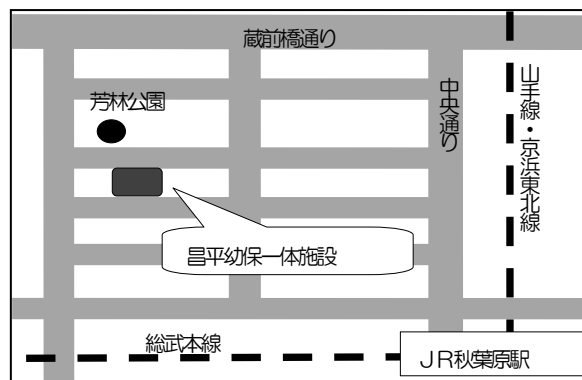 蔵前橋通り
芳林公園
中央通り
山手線・京浜東北線
昌平幼保一体施設
総武本線
ＪＲ秋葉原駅